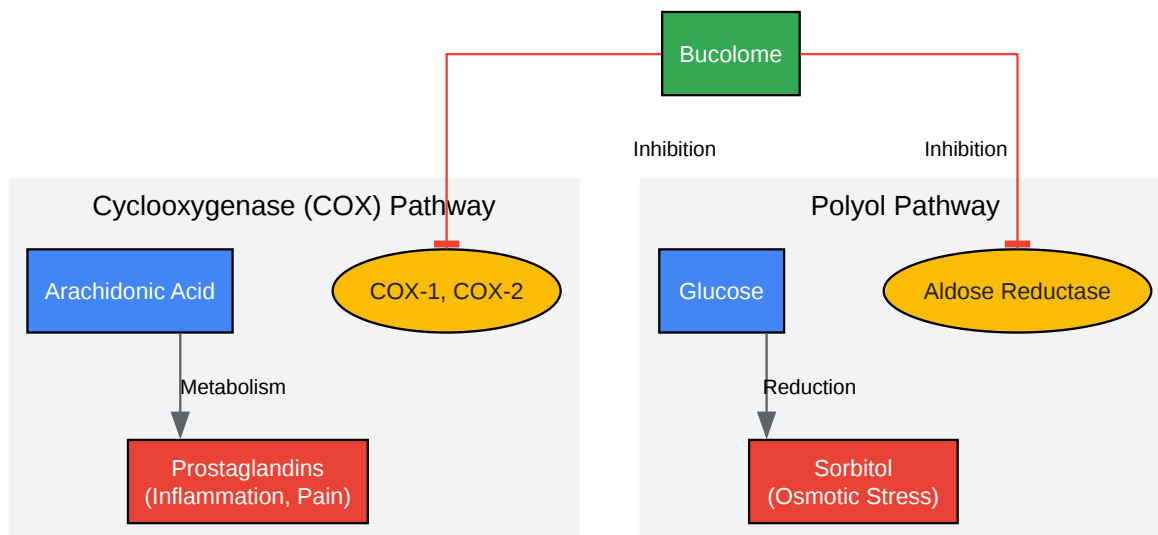 Bucolome
Inhibition
Inhibition
Cyclooxygenase (COX) Pathway
Polyol Pathway
Arachidonic Acid
COX-1, COX-2
Glucose
Aldose Reductase
Metabolism
Reduction
Prostaglandins
(Inflammation, Pain)
Sorbitol
(Osmotic Stress)